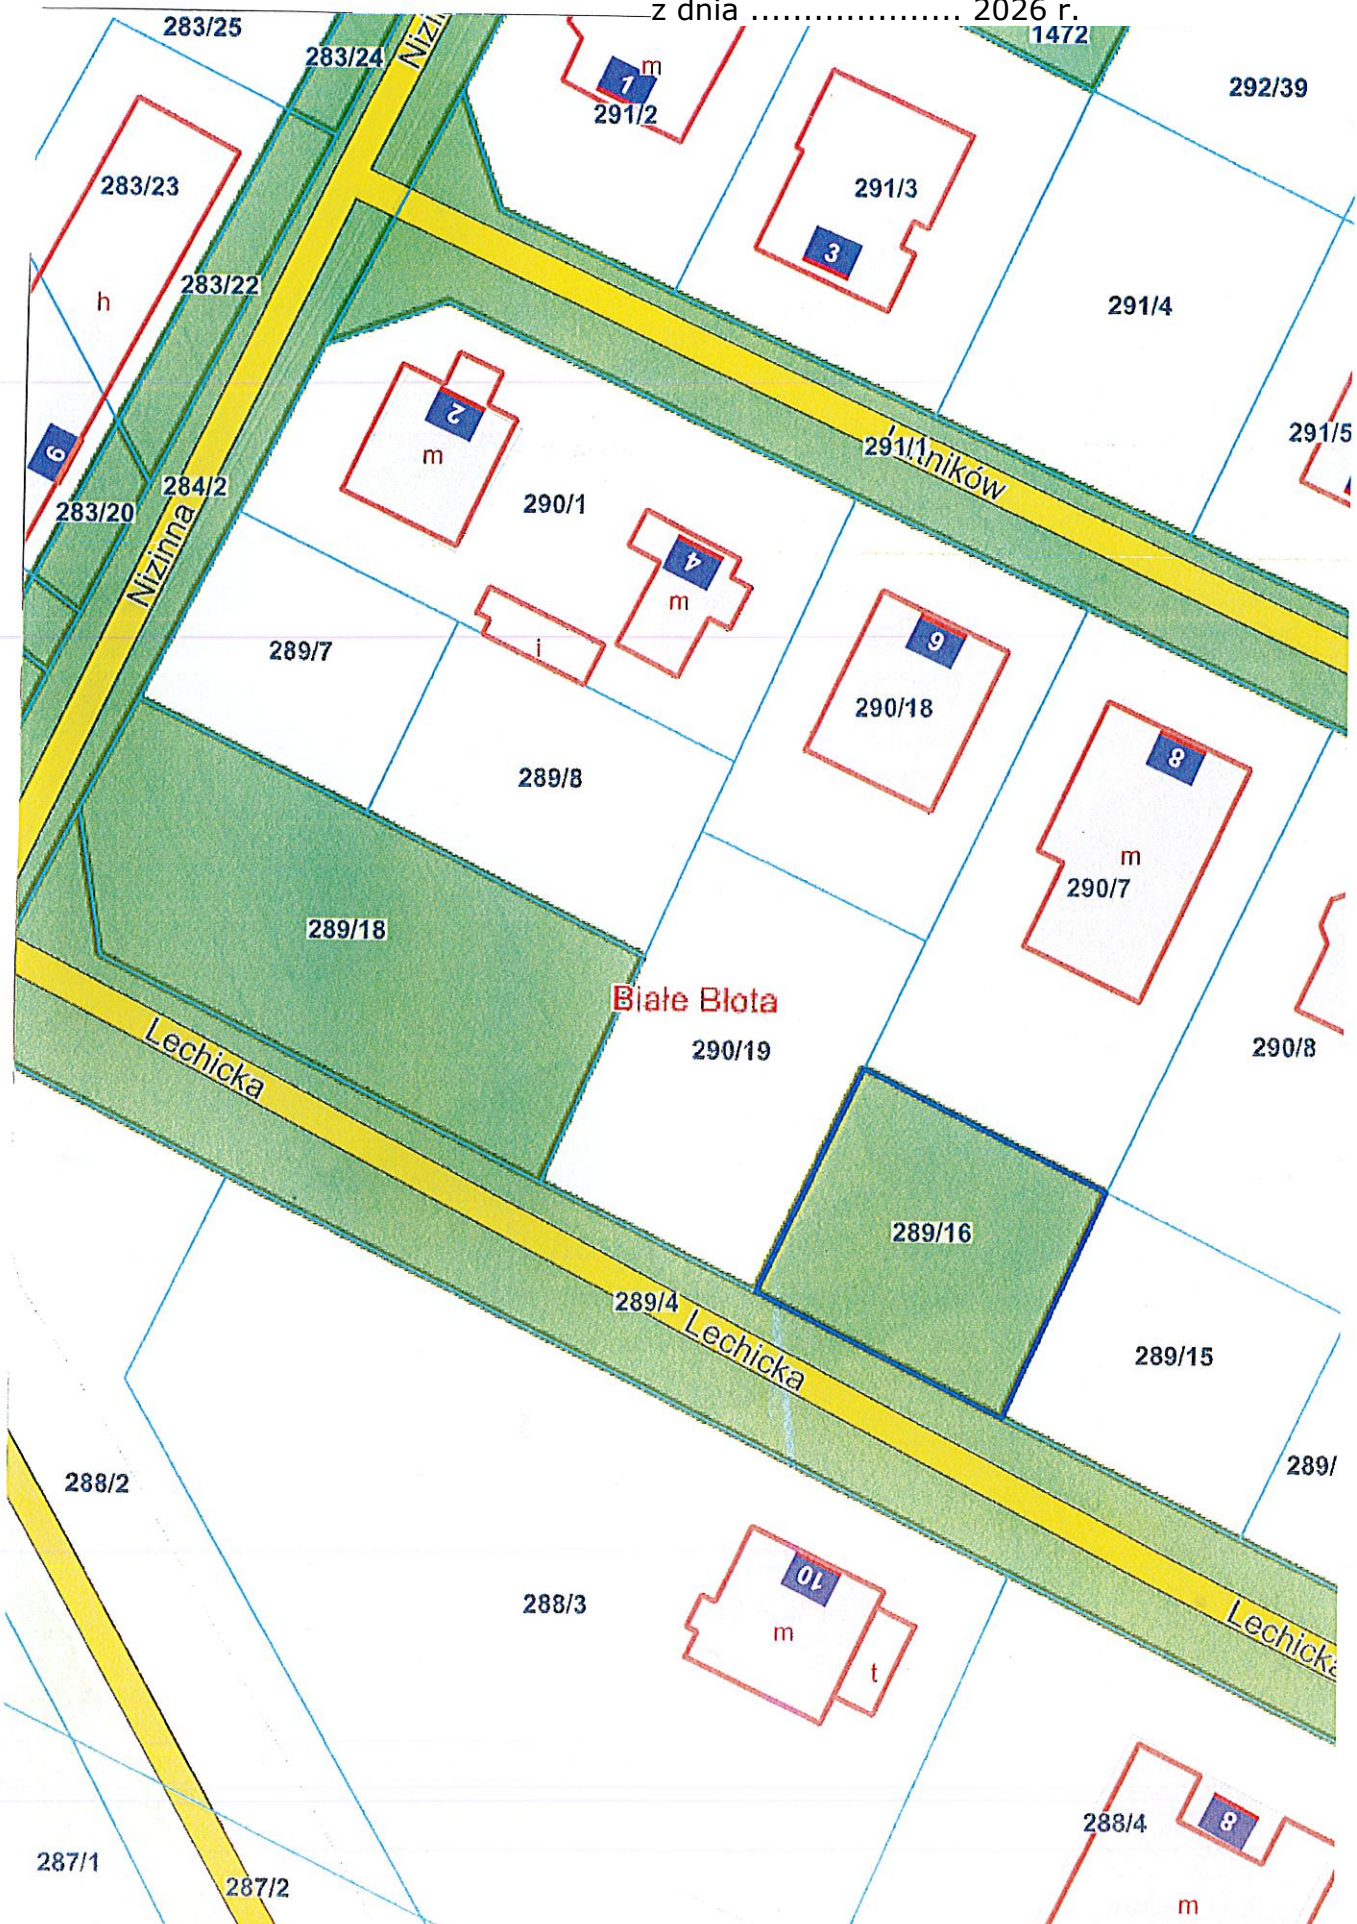 z dnia .................... 2026 r.
283/25
283/24
1472
292/39
m
1
291/2
283/23
291/3
3
283/22
h
291/4
2
m
291/1
291/5
9
284/2
283/20
290/1
Nizinna
4
m
i
6
289/7
290/18
289/8
8
m
290/7
289/18
Białe Błota
290/19
290/8
Lechicka
289/16
289/4
Lechicka
289/15
289/
288/2
10
288/3
m
t
Lechicka
8
288/4
287/1
287/2
m